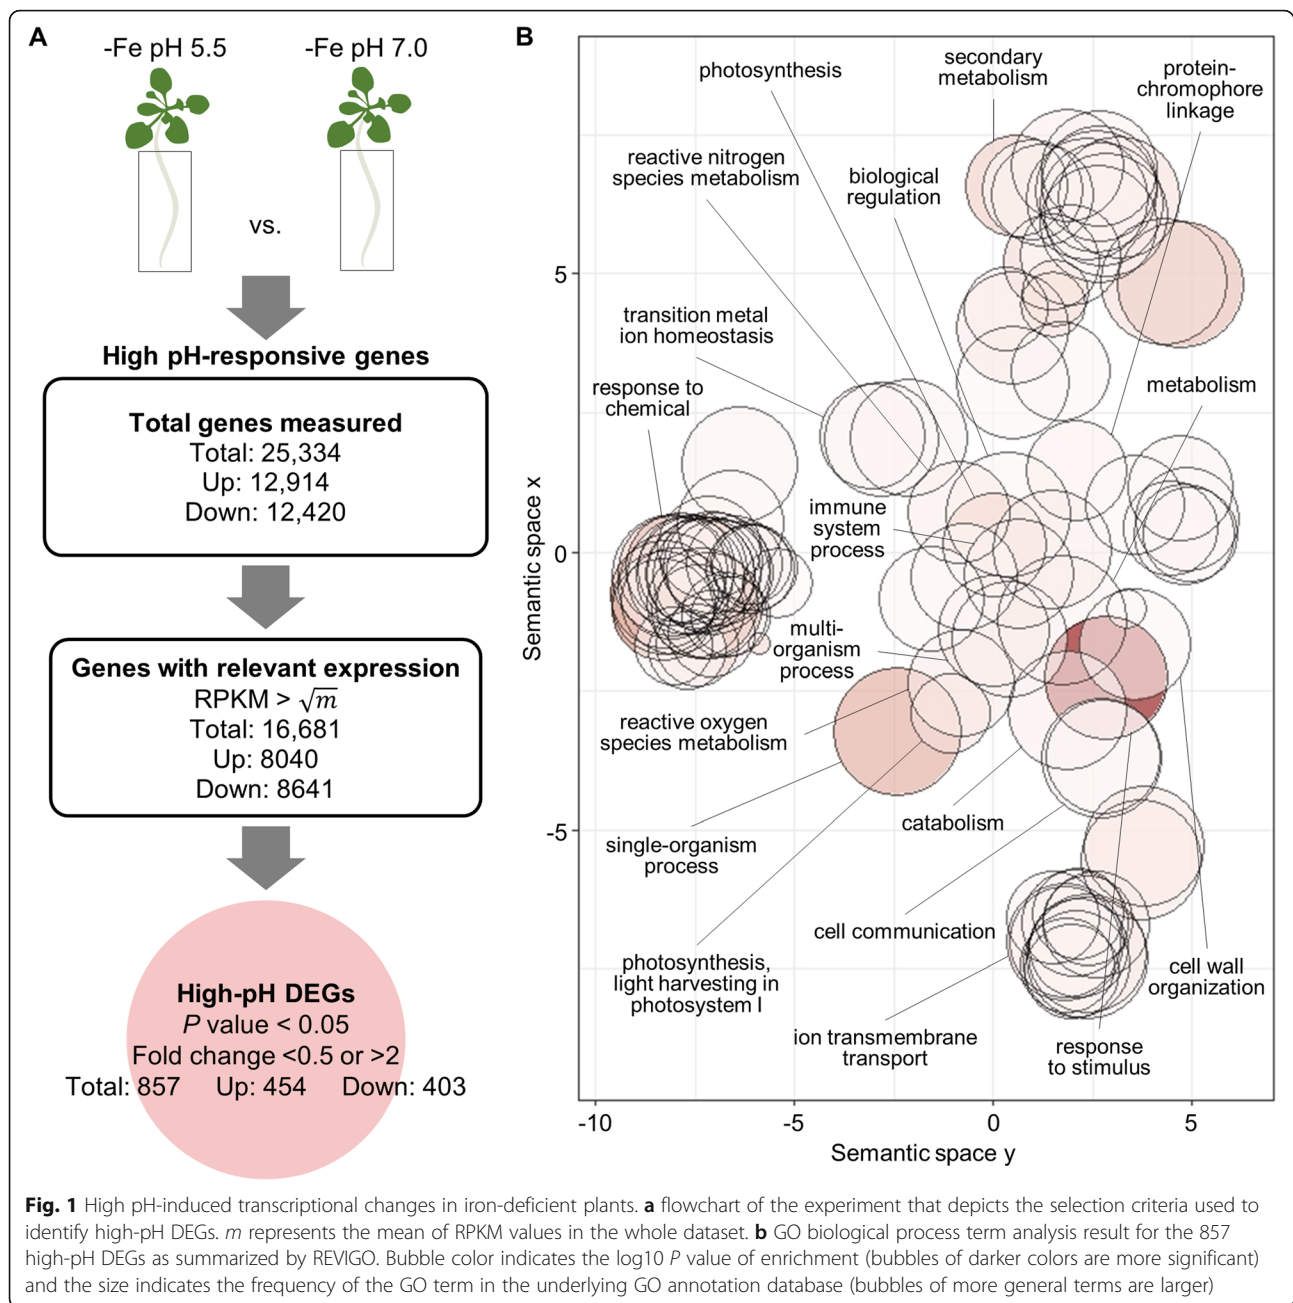 A
-Fe pH 5.5
-Fe pH 7.0
vs.
High pH-responsive genes
Total genes measured
Total: 25,334
Up: 12,914
Down: 12,420
Genes with relevant expression
RPKM > √m
Total: 16,681
Up: 8040
Down: 8641
High-pH DEGs
P value < 0.05
Fold change <0.5 or >2
Total: 857 Up: 454 Down: 403
B
photosynthesis
secondary
metabolism
protein-
chromophore
linkage
reactive nitrogen
species metabolism
biological
regulation
transition metal
ion homeostasis
response to
chemical
metabolism
immune
system
process
multi-
organism
process
reactive oxygen
species metabolism
single-organism
process
catabolism
cell communication
photosynthesis,
light harvesting in
photosystem I
cell wall
organization
ion transmembrane
transport
response
to stimulus
Semantic space x
5
0
-5
-10
-5
0
5
Semantic space y
Fig. 1 High pH-induced transcriptional changes in iron-deficient plants. a flowchart of the experiment that depicts the selection criteria used to
identify high-pH DEGs. m represents the mean of RPKM values in the whole dataset. b GO biological process term analysis result for the 857
high-pH DEGs as summarized by REVIGO. Bubble color indicates the log10 P value of enrichment (bubbles of darker colors are more significant)
and the size indicates the frequency of the GO term in the underlying GO annotation database (bubbles of more general terms are larger)